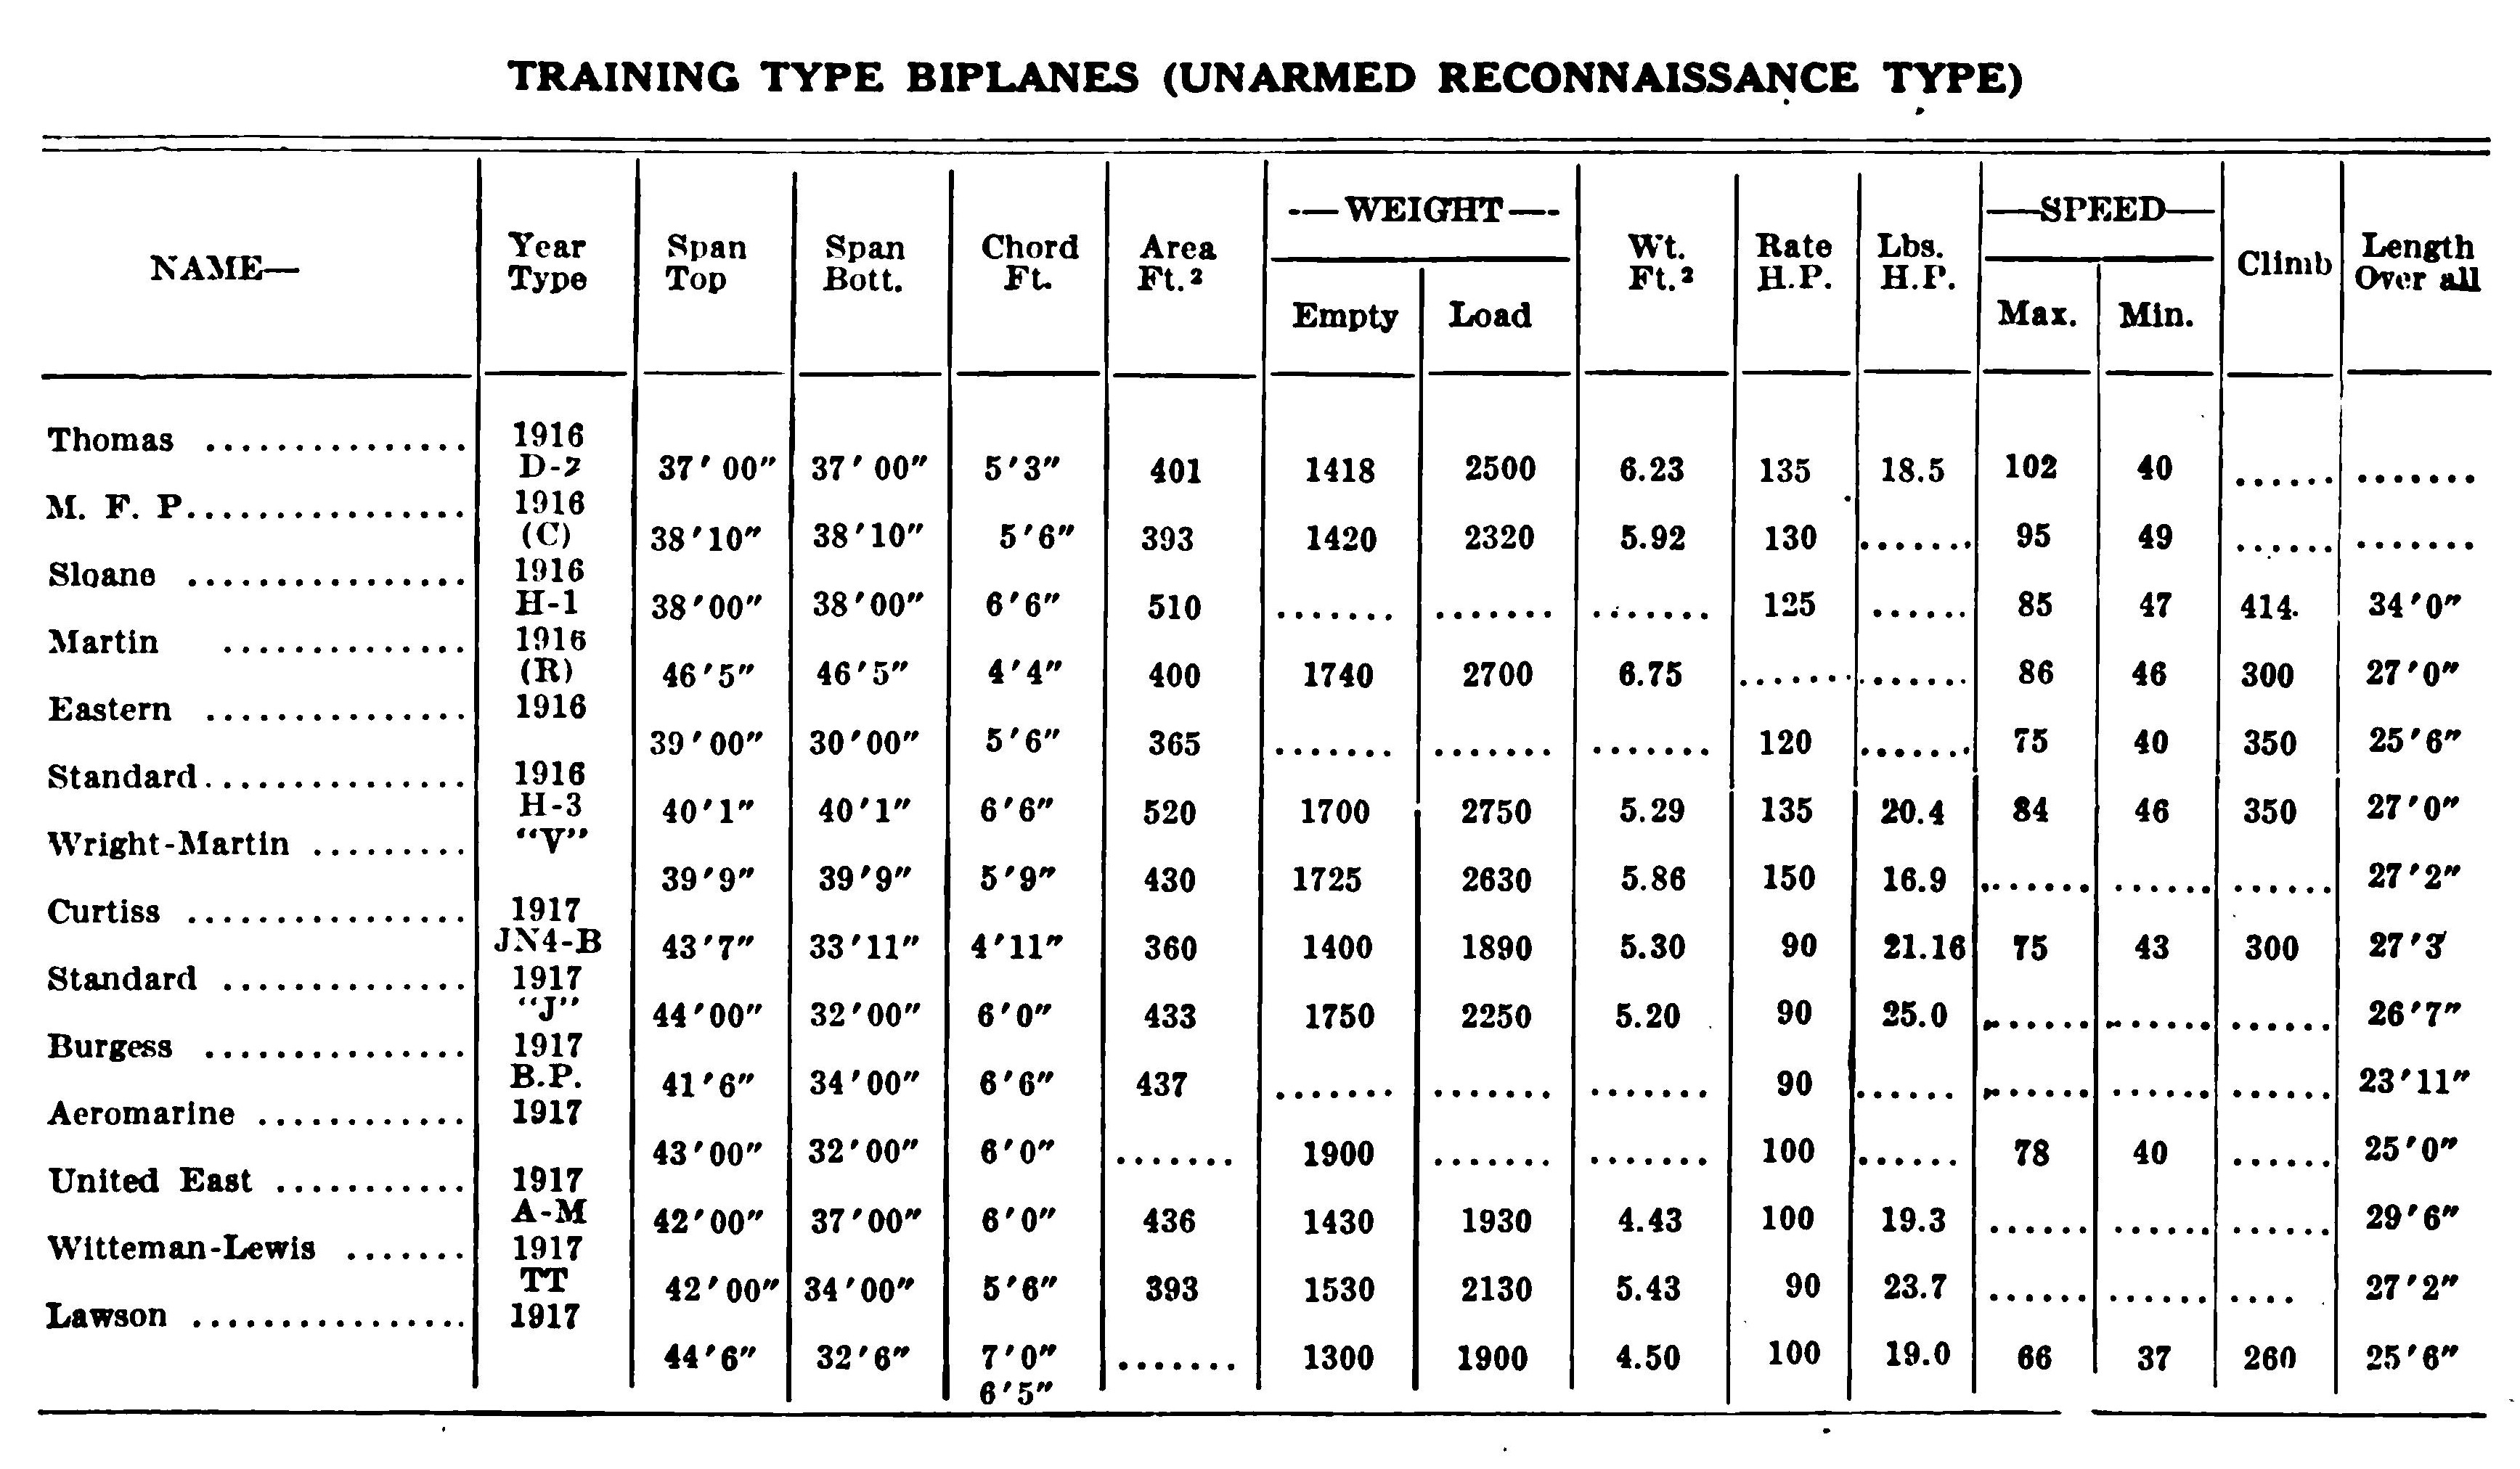 TRAINING TYPE BIPLANES (UNARMED RECONNAISSANCE TYPE)
NAME— Year Type Span Top Span Bott. Chord Ft. Area Ft.² WEIGHT Empty Load Wt. Ft.² Rate H.P. Lbs. H.P. SPEED Max. Min. Climb Length Over all
Thomas ............... 1916
D-2 37'00" 37'00" 5'3" 401 1418 2500 6.23 135 18.5 102 40 ...... .......
M. F. P................ 1916
(C) 38'10" 38'10" 5'6" 393 1420 2320 5.92 130 ....... 95 49 ...... .......
Sloane ................ 1916
H-1 38'00" 38'00" 6'6" 510 ....... ....... ....... 125 ...... 85 47 414. 34'0"
Martin .............. 1916
(R) 46'5" 46'5" 4'4" 400 1740 2700 6.75 ....... ....... 86 46 300 27'0"
Eastern ............... 1916
39'00" 30'00" 5'6" 365 ....... ....... ....... 120 ....... 75 40 350 25'6"
Standard............... 1916
H-3 40'1" 40'1" 6'6" 520 1700 2750 5.29 135 20.4 84 46 350 27'0"
Wright-Martin ......... "V"
39'9" 39'9" 5'9" 430 1725 2630 5.86 150 16.9 ....... ...... ...... 27'2"
Curtiss ................ 1917
JN4-B 43'7" 33'11" 4'11" 360 1400 1890 5.30 90 21.16 75 43 300 27'3
Standard .............. 1917
"J" 44'00" 32'00" 6'0" 433 1750 2250 5.20 90 25.0 ...... ...... ...... 26'7"
Burgess ............... 1917
B.P. 41'6" 34'00" 6'6" 437 ....... ....... ....... 90 ...... ...... ...... ...... 23'11"
Aeromarine ............ 1917
43'00" 32'00" 6'0" ....... 1900 ....... ....... 100 ...... 78 40 ...... 25'0"
United East ........... 1917
A-M 42'00" 37'00" 6'0" 436 1430 1930 4.43 100 19.3 ...... ...... ...... 29'6"
Witteman-Lewis ....... 1917
TT 42'00" 34'00" 5'6" 393 1530 2130 5.43 90 23.7 ...... ...... .... 27'2"
Lawson ................ 1917
44'6" 32'6" 7'0" ....... 1300 1900 4.50 100 19.0 66 37 260 25'6"
6'5"